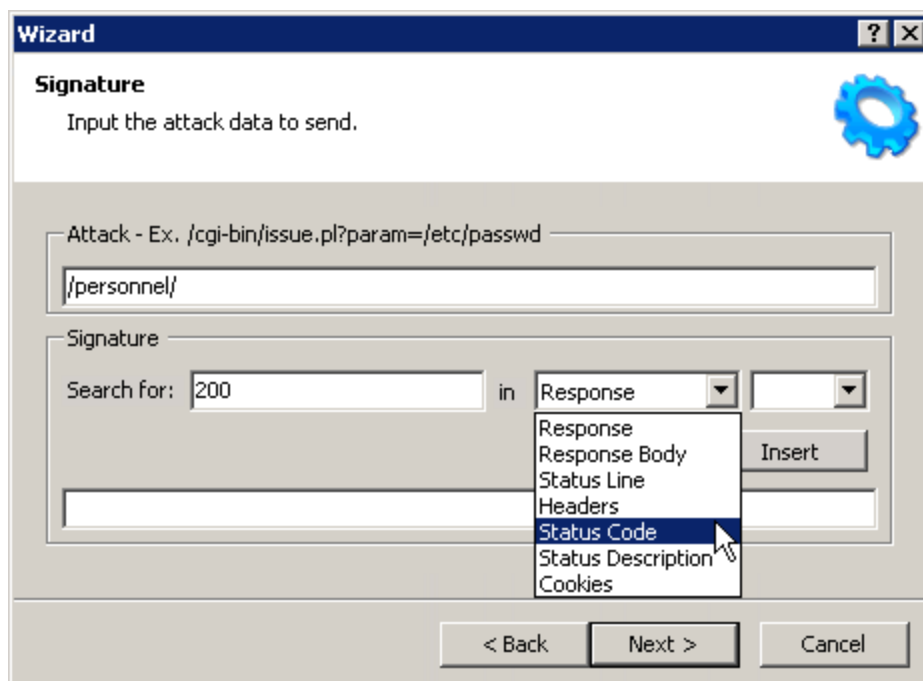 Wizard
Signature
Input the attack data to send.
Attack - Ex. /cgi-bin/issue.pl?param=/etc/passwd
/personnel/
Signature
Search for: 200 in Response
Response
Response Body
Insert
Status Line
Headers
Status Code
Status Description
Cookies
< Back Next > Cancel